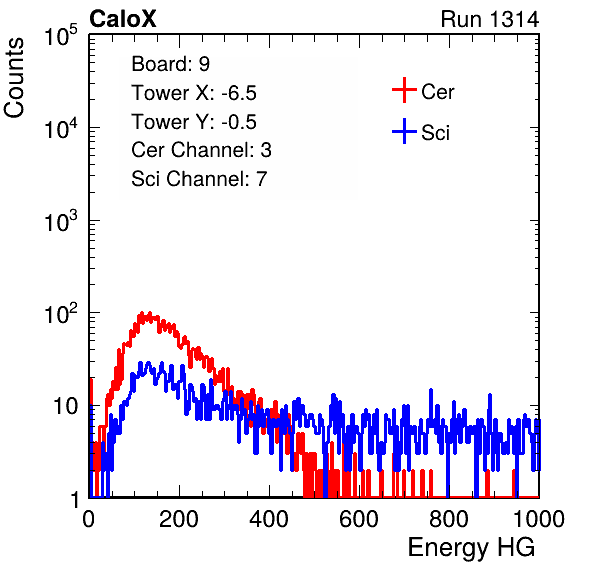 CaloX Run 1314
Counts
Board: 9
Tower X: -6.5
Tower Y: -0.5
Cer Channel: 3
Sci Channel: 7
Cer
Sci
10^5
10^4
10^3
10^2
10
1
0 200 400 600 800 1000
Energy HG